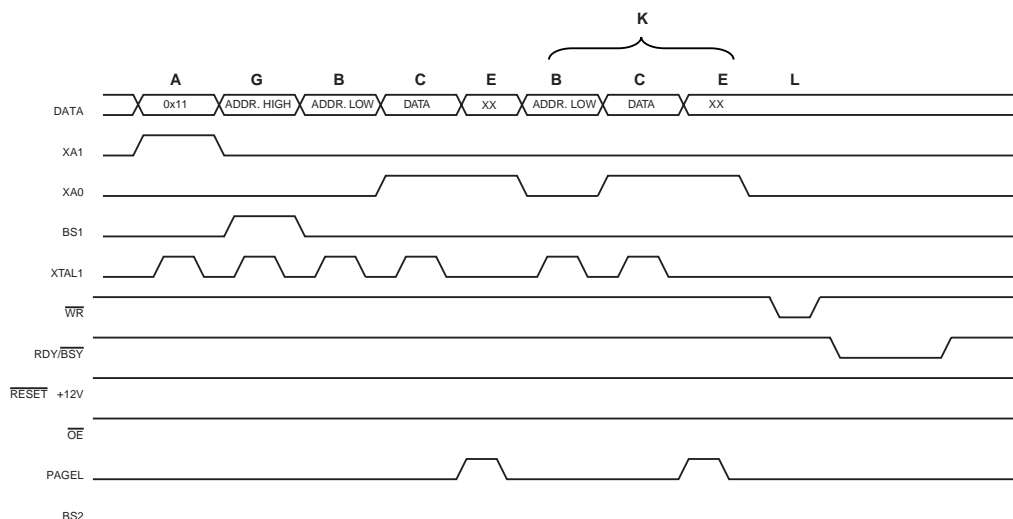 K
A G B C E B C E L
DATA 0x11 ADDR. HIGH ADDR. LOW DATA XX ADDR. LOW DATA XX
XA1
XA0
BS1
XTAL1
WR
RDY/BSY
RESET +12V
OE
PAGEL
BS2